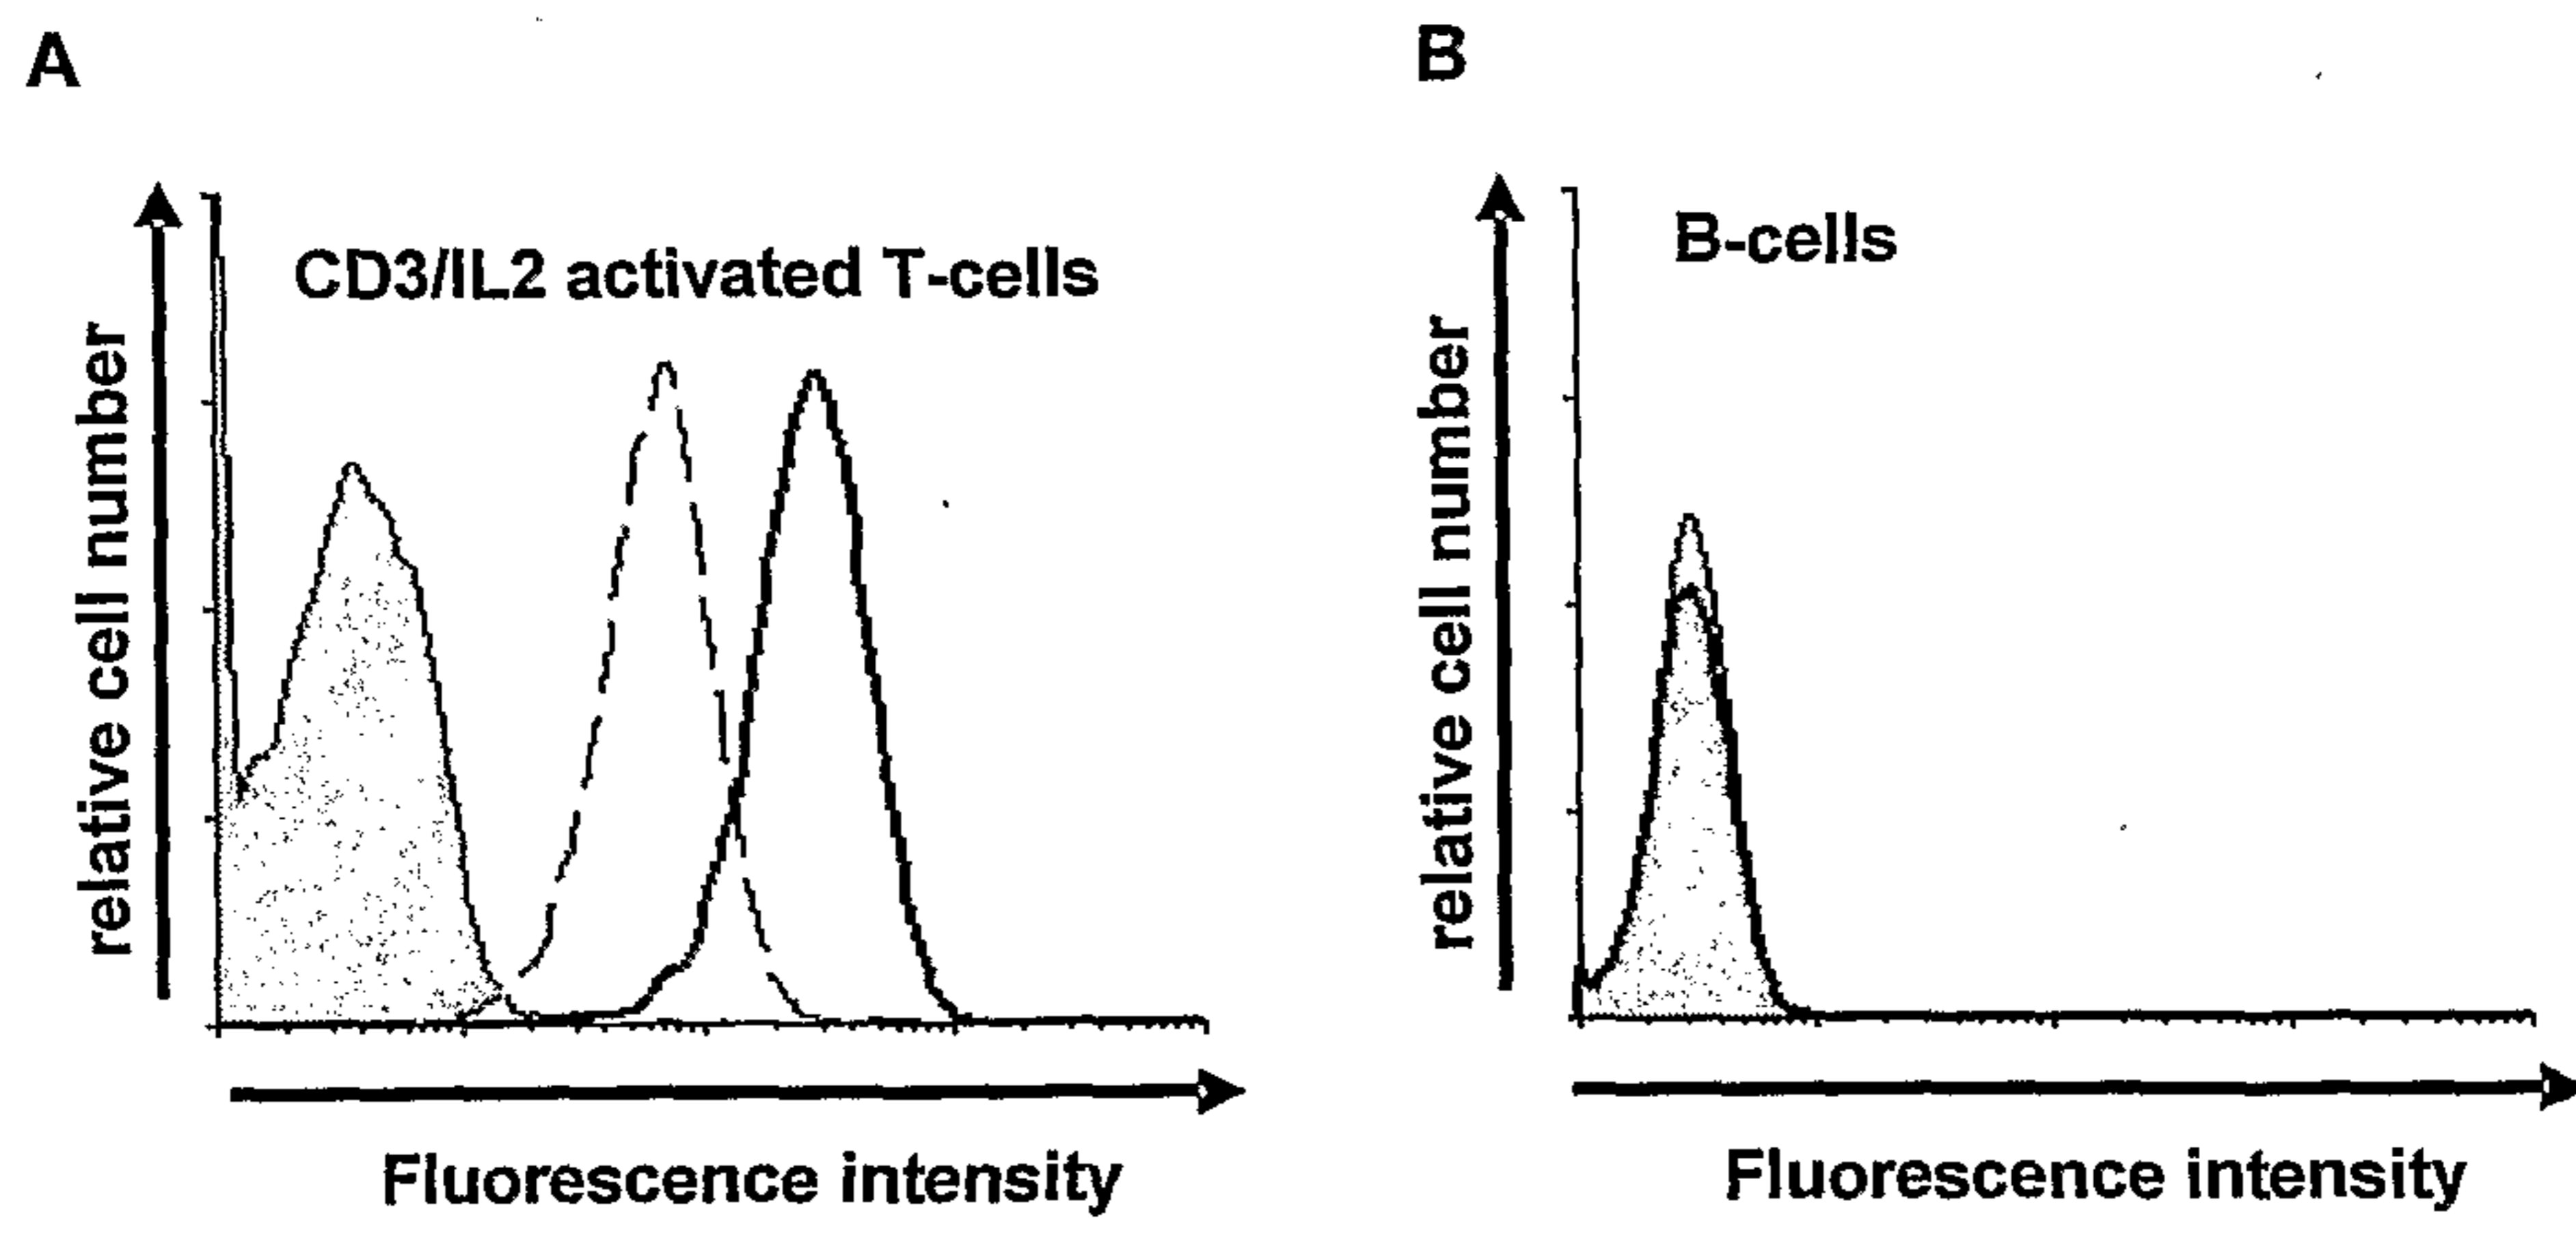 A
CD3/IL2 activated T-cells
relative cell number
Fluorescence intensity
B
B-cells
relative cell number
Fluorescence intensity